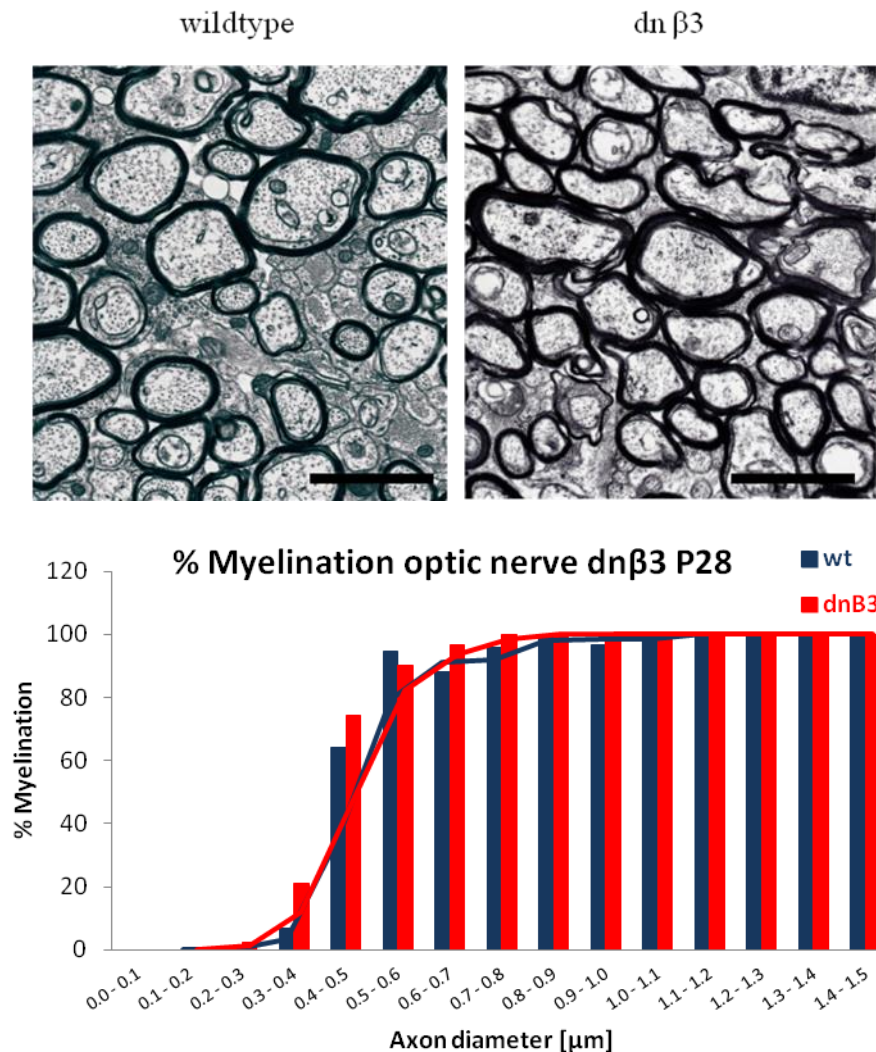 wildtype
dn β3
% Myelination optic nerve dnβ3 P28
wt
dnB3
120
100
80
60
40
20
0
% Myelination
0.0 - 0.1
0.1 - 0.2
0.2 - 0.3
0.3 - 0.4
0.4 - 0.5
0.5 - 0.6
0.6 - 0.7
0.7 - 0.8
0.8 - 0.9
0.9 - 1.0
1.0 - 1.1
1.1 - 1.2
1.2 - 1.3
1.3 - 1.4
1.4 - 1.5
Axon diameter [µm]